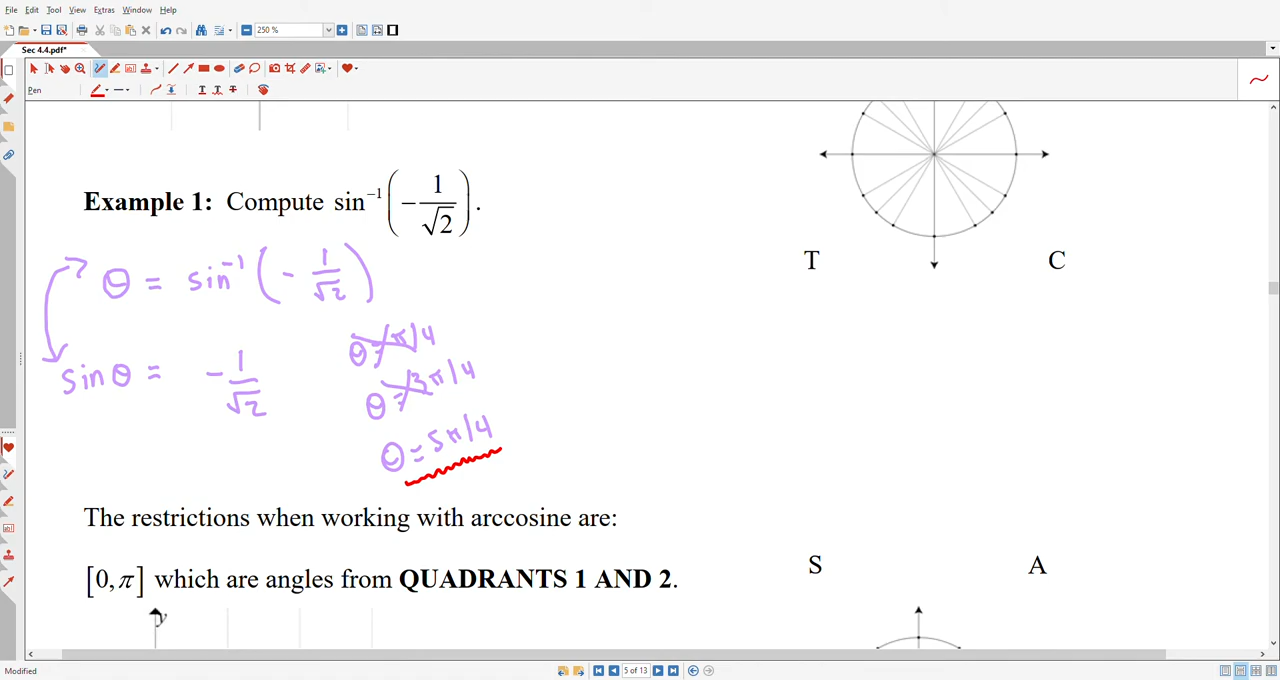 File Edit Tool View Extras Window Help
250 %
Sec 4.4.pdf*
Pen
Example 1: Compute sin⁻¹(−1/√2).
T C
θ = sin⁻¹(−1/√2)
θ = π/4
sin θ = −1/√2
θ = 3π/4
θ = 5π/4
The restrictions when working with arccosine are:
S A
[0, π] which are angles from QUADRANTS 1 AND 2.
y
Modified
5 of 13